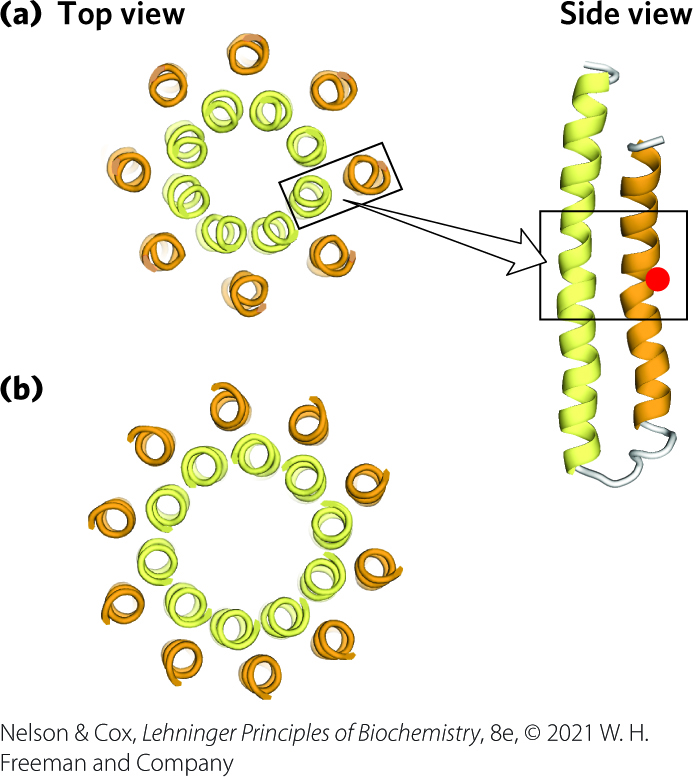 (a) Top view
Side view
(b)
Nelson & Cox, Lehninger Principles of Biochemistry, 8e, © 2021 W. H.
Freeman and Company